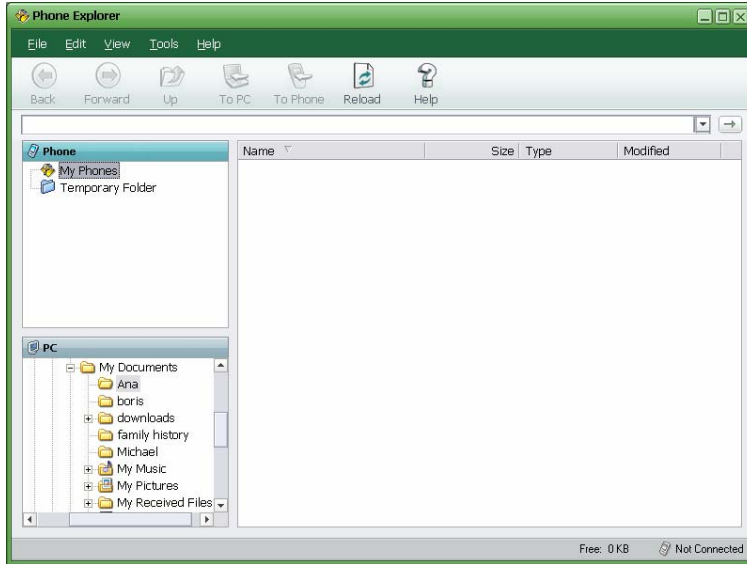 Phone Explorer
File Edit View Tools Help
Back Forward Up To PC To Phone Reload Help
Phone
My Phones
Temporary Folder
Name Size Type Modified
PC
My Documents
Ana
boris
downloads
family history
Michael
My Music
My Pictures
My Received Files
Free: 0 KB Not Connected